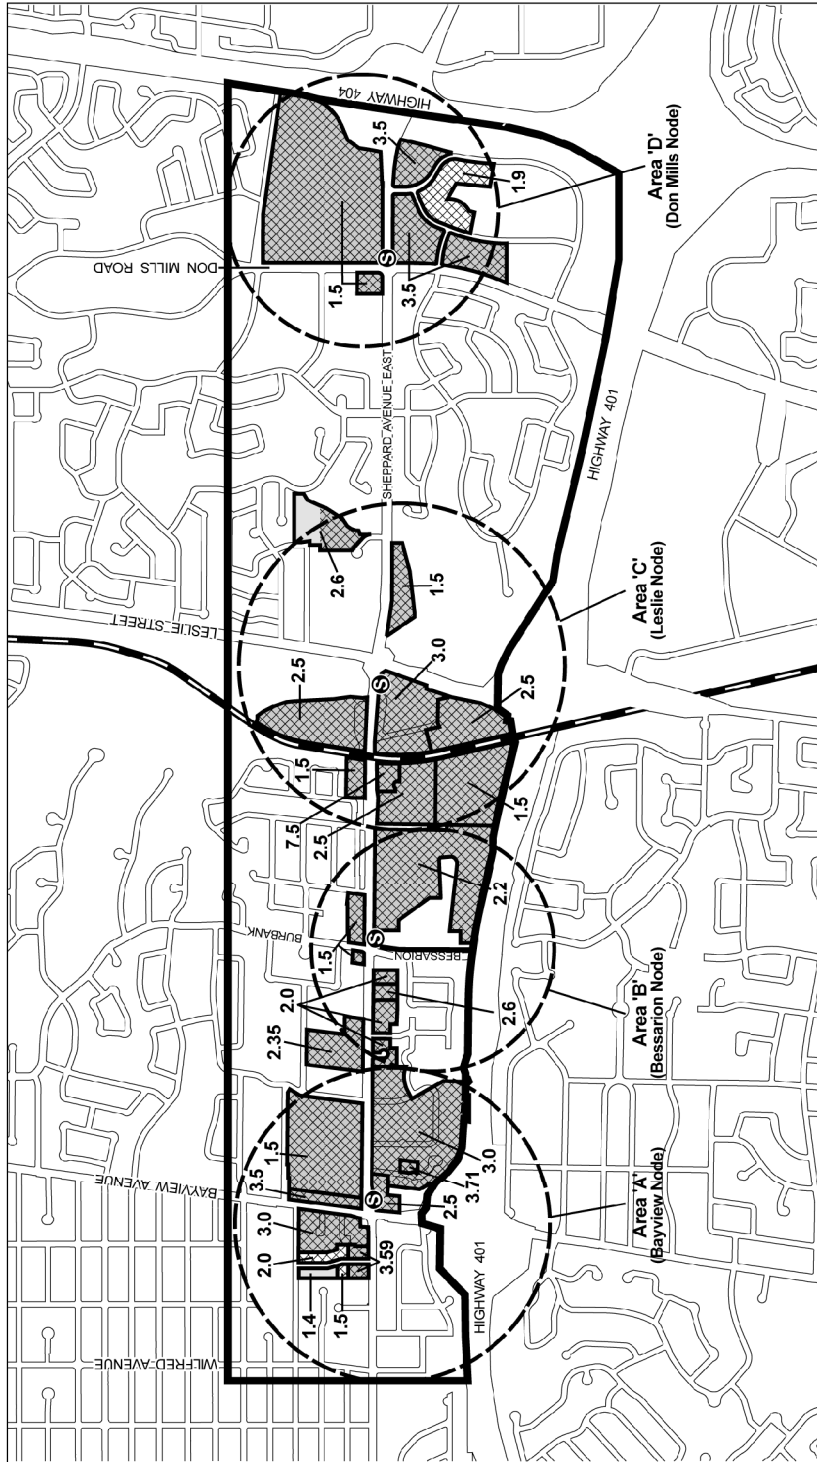 WILFRED AVENUE
BAYVIEW AVENUE
BURBANK
BESSARION
LESLIE STREET
DON MILLS ROAD
HIGHWAY 404
SHEPPARD AVENUE EAST
HIGHWAY 401
HIGHWAY 401
1.4
1.5
2.0
3.59
3.0
3.5
1.5
2.5
3.71
3.0
2.35
2.0
2.6
1.5
2.2
7.5
2.5
1.5
1.5
2.5
3.0
2.5
2.6
1.5
1.5
3.5
3.5
1.9
S
S
S
S
Area 'A'
(Bayview Node)
Area 'B'
(Bessarion Node)
Area 'C'
(Leslie Node)
Area 'D'
(Don Mills Node)